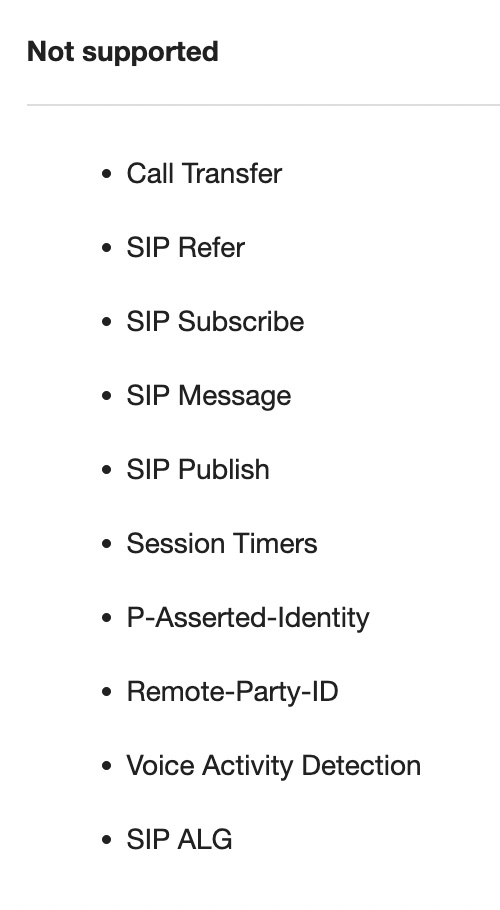 Not supported
• Call Transfer
• SIP Refer
• SIP Subscribe
• SIP Message
• SIP Publish
• Session Timers
• P-Asserted-Identity
• Remote-Party-ID
• Voice Activity Detection
• SIP ALG